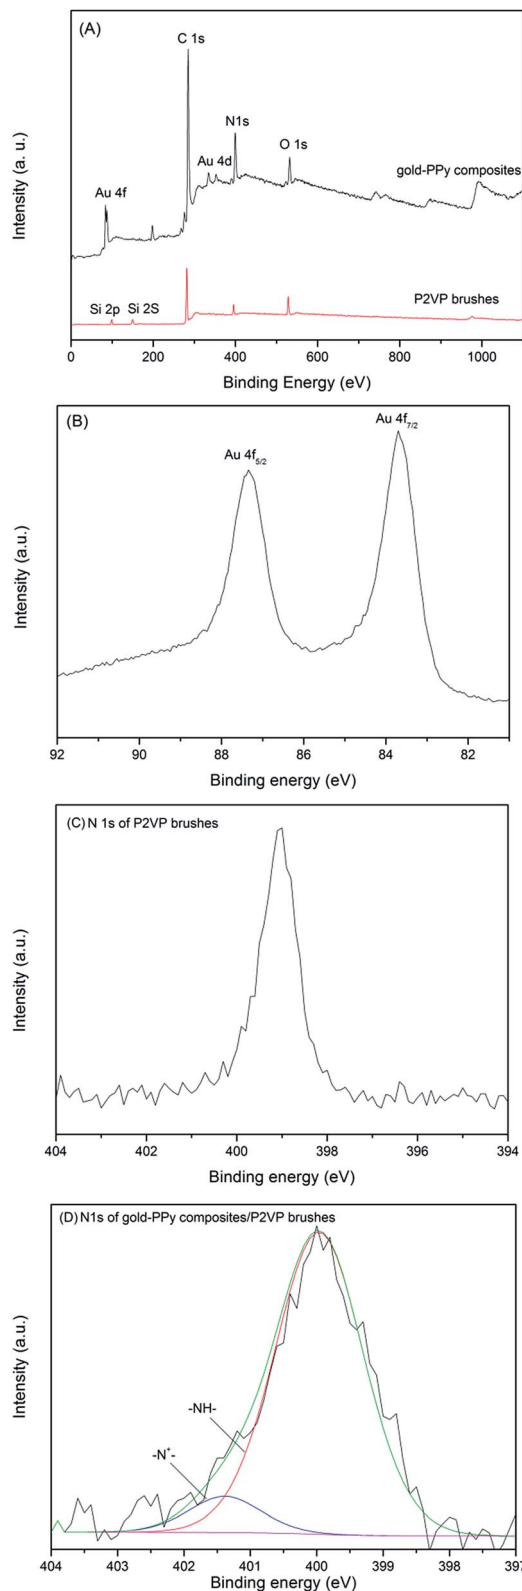 (A)
C 1s
N1s
Au 4d
O 1s
Au 4f
gold-PPy composites
Si 2p
Si 2S
P2VP brushes
Intensity (a. u.)
0 200 400 600 800 1000
Binding Energy (eV)
(B)
Au 4f7/2
Au 4f5/2
Intensity (a.u.)
92 90 88 86 84 82
Binding energy (eV)
(C) N 1s of P2VP brushes
Intensity (a.u.)
404 402 400 398 396 394
Binding energy (eV)
(D) N1s of gold-PPy composites/P2VP brushes
-NH-
-N+-
Intensity (a.u.)
404 403 402 401 400 399 398 397
Binding energy (eV)